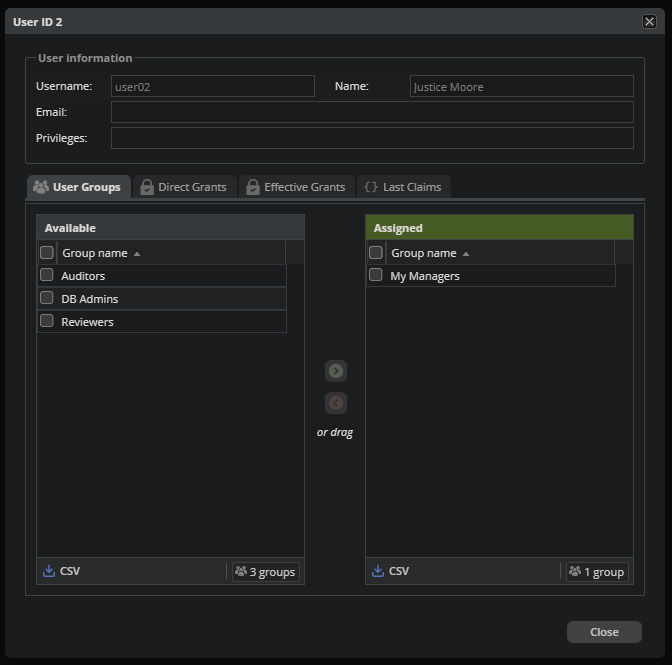 User ID 2
User information
Username: user02 Name: Justice Moore
Email:
Privileges:
User Groups Direct Grants Effective Grants {} Last Claims
Available Assigned
Group name Group name
Auditors My Managers
DB Admins
Reviewers
or drag
CSV 3 groups CSV 1 group
Close